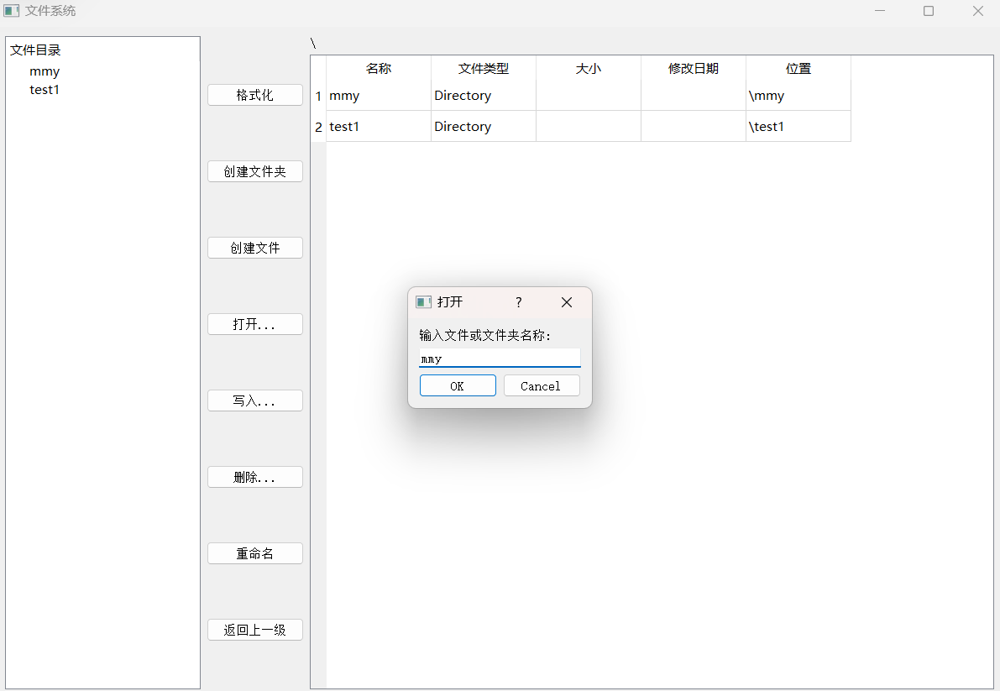 文件系统
文件目录
mmy
test1
格式化
创建文件夹
创建文件
打开...
写入...
删除...
重命名
返回上一级
\
名称 文件类型 大小 修改日期 位置
1 mmy Directory \mmy
2 test1 Directory \test1
打开 ?
输入文件或文件夹名称：
mmy
OK Cancel